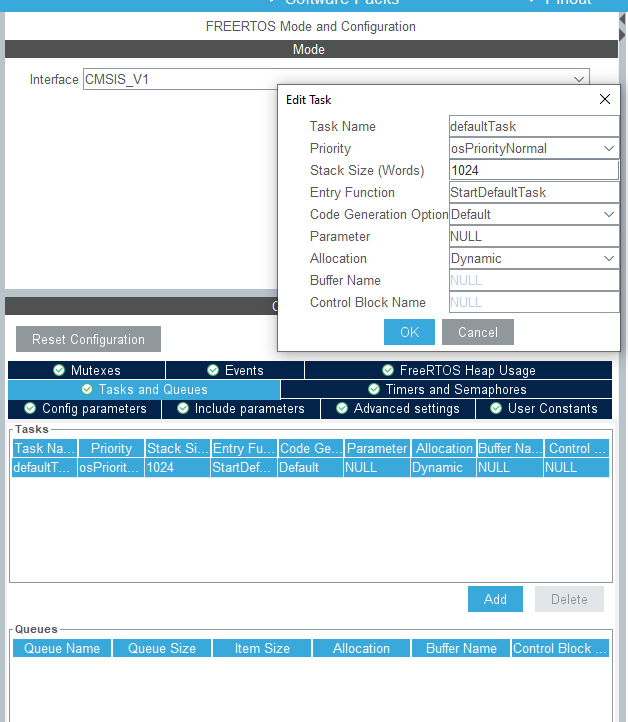 Software Packs Pinout
FREERTOS Mode and Configuration
Mode
Interface CMSIS_V1
Edit Task
Task Name defaultTask
Priority osPriorityNormal
Stack Size (Words) 1024
Entry Function StartDefaultTask
Code Generation Option Default
Parameter NULL
Allocation Dynamic
Buffer Name NULL
Control Block Name NULL
OK Cancel
Reset Configuration
Mutexes Events FreeRTOS Heap Usage
Tasks and Queues Timers and Semaphores
Config parameters Include parameters Advanced settings User Constants
Tasks
Task Na... Priority Stack Si... Entry Fu... Code Ge... Parameter Allocation Buffer Na... Control ...
defaultT... osPriorit... 1024 StartDef... Default NULL Dynamic NULL NULL
Add Delete
Queues
Queue Name Queue Size Item Size Allocation Buffer Name Control Block ...